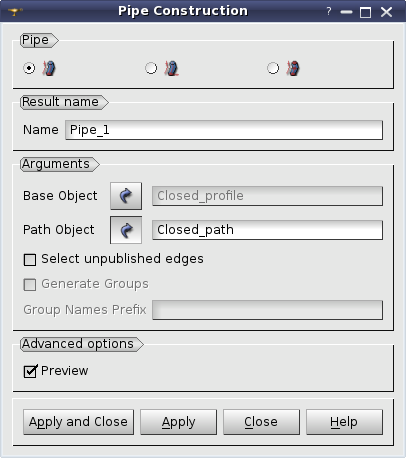 Pipe Construction
?
Pipe
Result name
Name Pipe_1
Arguments
Base Object Closed_profile
Path Object Closed_path
Select unpublished edges
Generate Groups
Group Names Prefix
Advanced options
Preview
Apply and Close Apply Close Help